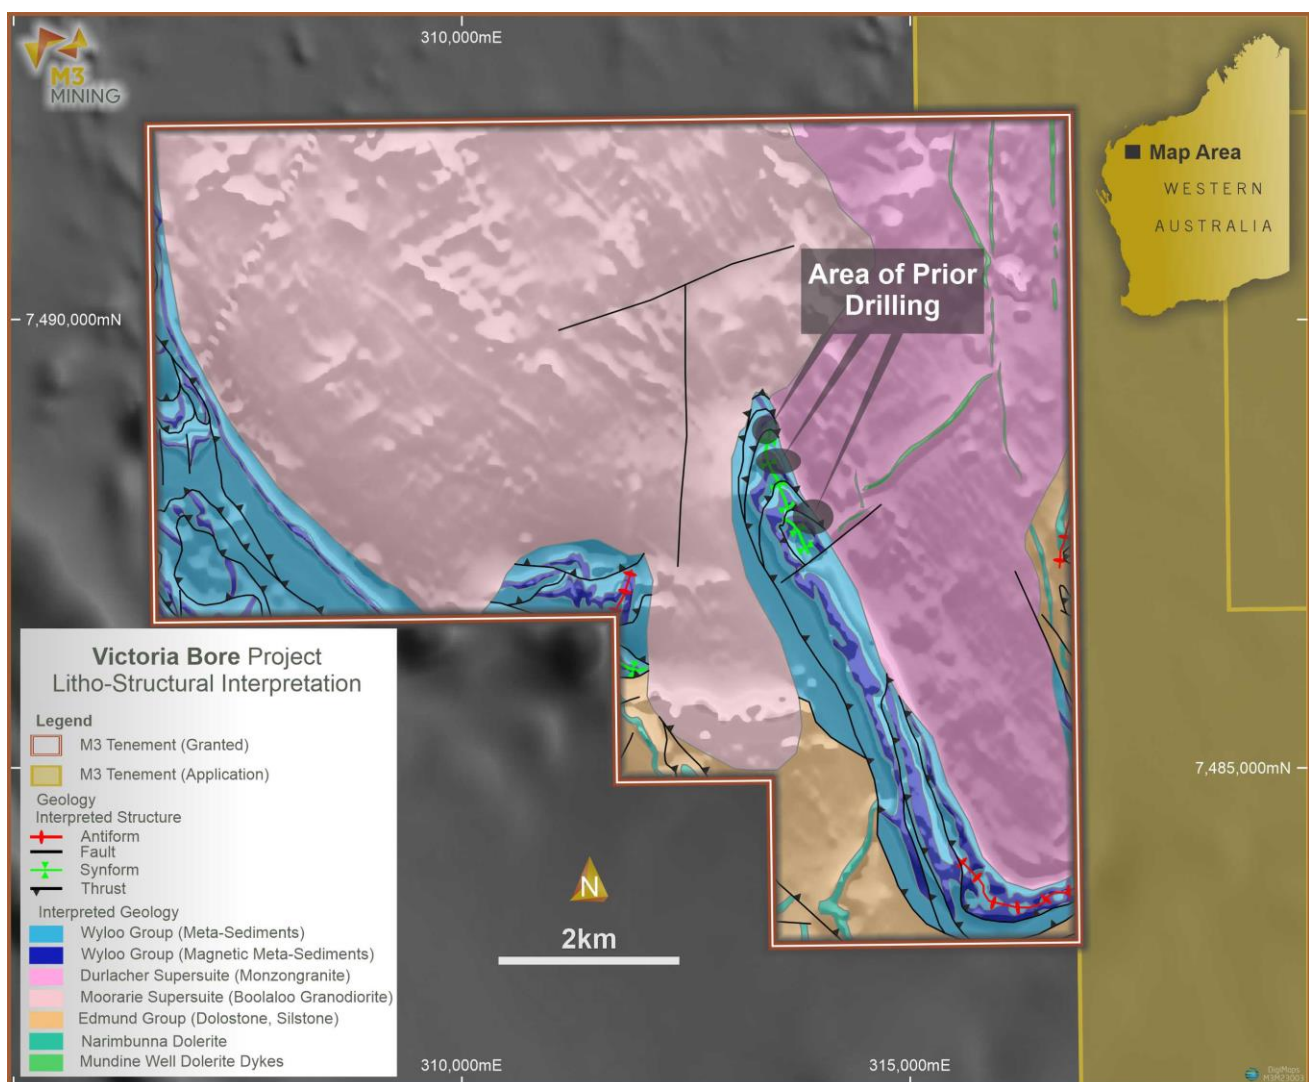 M3
MINING
310,000mE
Map Area
WESTERN
AUSTRALIA
Area of Prior
Drilling
7,490,000mN
Victoria Bore Project
Litho-Structural Interpretation
Legend
M3 Tenement (Granted)
M3 Tenement (Application)
Geology
Interpreted Structure
Antiform
Fault
Synform
Thrust
Interpreted Geology
Wyloo Group (Meta-Sediments)
Wyloo Group (Magnetic Meta-Sediments)
Durlacher Supersuite (Monzongranite)
Moorarie Supersuite (Boolaloo Granodiorite)
Edmund Group (Dolostone, Silstone)
Narimbunna Dolerite
Mundine Well Dolerite Dykes
7,485,000mN
N
2km
310,000mE
315,000mE
DigMaps